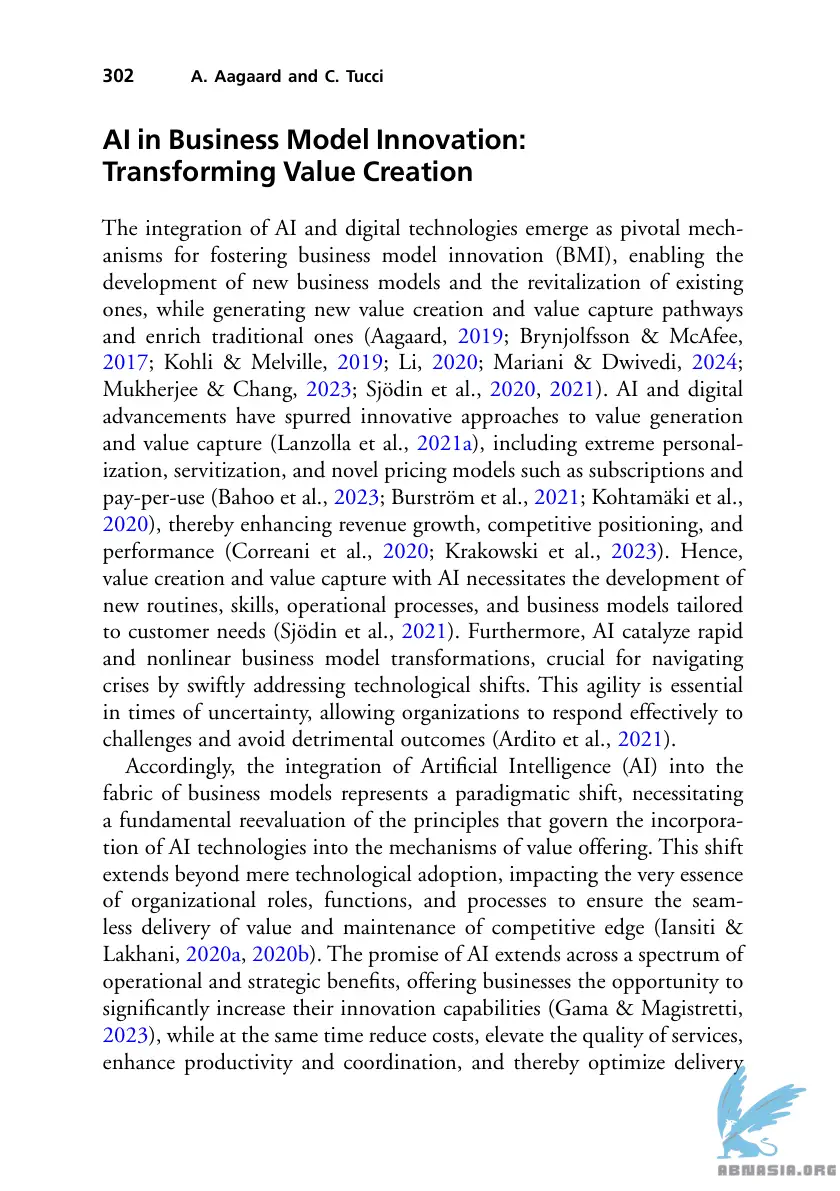 302 A. Aagaard and C. Tucci
AI in Business Model Innovation:
Transforming Value Creation
The integration of AI and digital technologies emerge as pivotal mech-
anisms for fostering business model innovation (BMI), enabling the
development of new business models and the revitalization of existing
ones, while generating new value creation and value capture pathways
and enrich traditional ones (Aagaard, 2019; Brynjolfsson & McAfee,
2017; Kohli & Melville, 2019; Li, 2020; Mariani & Dwivedi, 2024;
Mukherjee & Chang, 2023; Sjödin et al., 2020, 2021). AI and digital
advancements have spurred innovative approaches to value generation
and value capture (Lanzolla et al., 2021a), including extreme personal-
ization, servitization, and novel pricing models such as subscriptions and
pay-per-use (Bahoo et al., 2023; Burström et al., 2021; Kohtamäki et al.,
2020), thereby enhancing revenue growth, competitive positioning, and
performance (Correani et al., 2020; Krakowski et al., 2023). Hence,
value creation and value capture with AI necessitates the development of
new routines, skills, operational processes, and business models tailored
to customer needs (Sjödin et al., 2021). Furthermore, AI catalyze rapid
and nonlinear business model transformations, crucial for navigating
crises by swiftly addressing technological shifts. This agility is essential
in times of uncertainty, allowing organizations to respond effectively to
challenges and avoid detrimental outcomes (Ardito et al., 2021).
Accordingly, the integration of Artificial Intelligence (AI) into the
fabric of business models represents a paradigmatic shift, necessitating
a fundamental reevaluation of the principles that govern the incorpora-
tion of AI technologies into the mechanisms of value offering. This shift
extends beyond mere technological adoption, impacting the very essence
of organizational roles, functions, and processes to ensure the seam-
less delivery of value and maintenance of competitive edge (Iansiti &
Lakhani, 2020a, 2020b). The promise of AI extends across a spectrum of
operational and strategic benefits, offering businesses the opportunity to
significantly increase their innovation capabilities (Gama & Magistretti,
2023), while at the same time reduce costs, elevate the quality of services,
enhance productivity and coordination, and thereby optimize delivery
ABNASIA.ORG